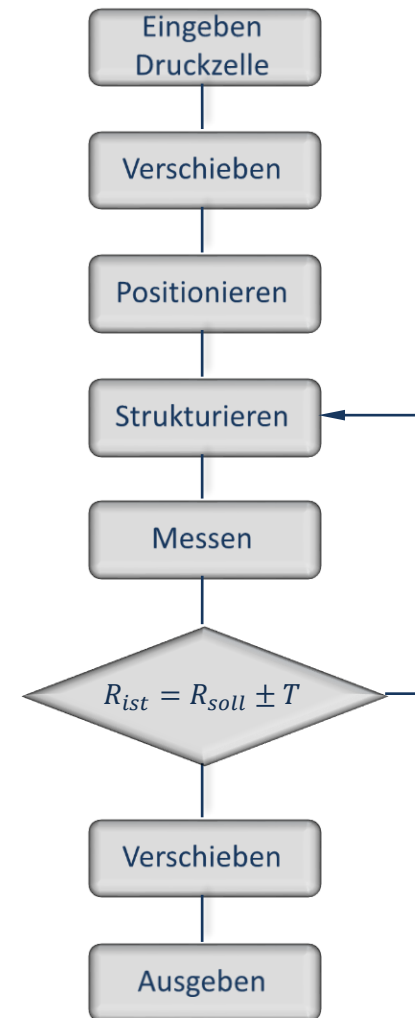 Eingeben
Druckzelle
Verschieben
Positionieren
Strukturieren
Messen
R_ist = R_soll ± T
Verschieben
Ausgeben